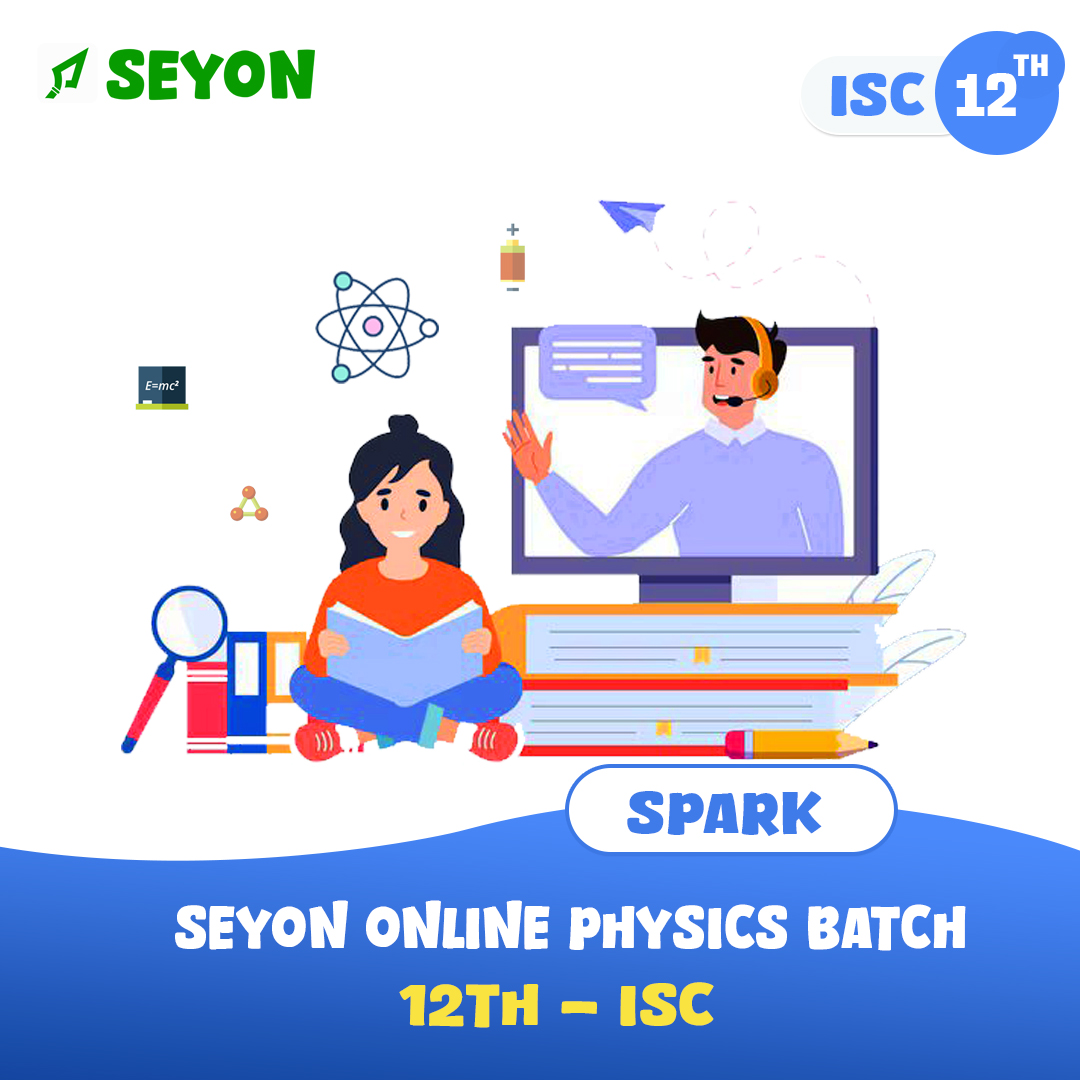 SEYON
ISC 12TH
+
E=mc²
SPARK
SEYON ONLINE PHYSICS BATCH
12TH – ISC